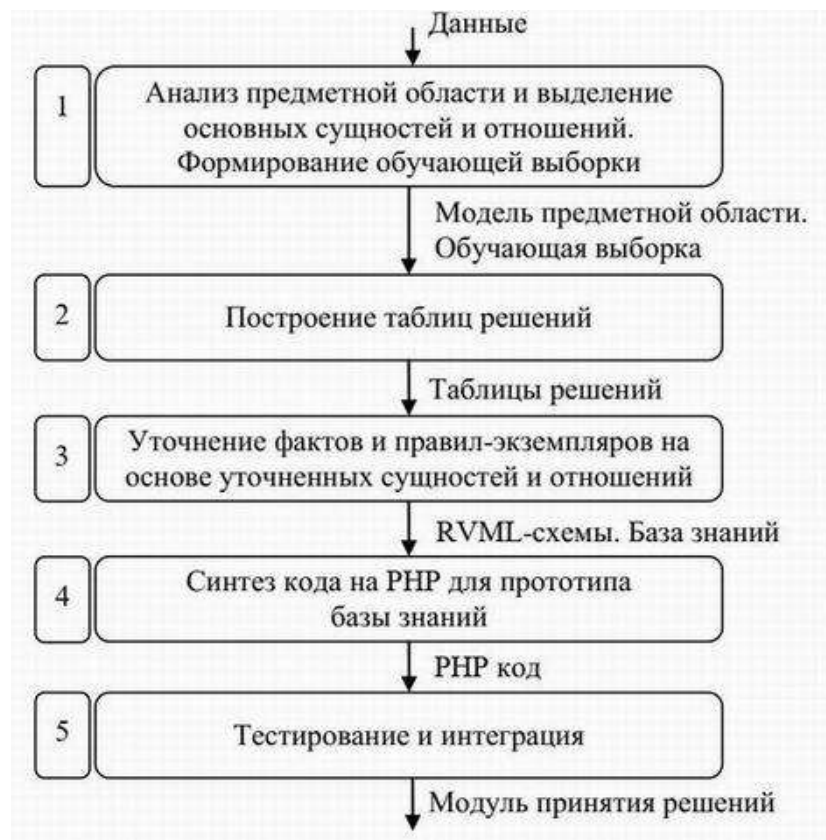 Данные
1
Анализ предметной области и выделение
основных сущностей и отношений.
Формирование обучающей выборки
Модель предметной области.
Обучающая выборка
2
Построение таблиц решений
Таблицы решений
3
Уточнение фактов и правил-экземпляров на
основе уточненных сущностей и отношений
RVML-схемы. База знаний
4
Синтез кода на PHP для прототипа
базы знаний
PHP код
5
Тестирование и интеграция
Модуль принятия решений